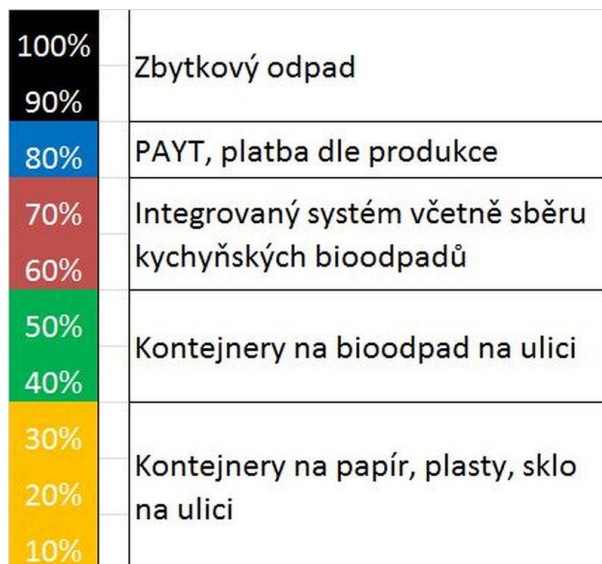 100%
Zbytkový odpad
90%
80%
PAYT, platba dle produkce
70%
Integrovaný systém včetně sběru
kychyňských bioodpadů
60%
50%
Kontejnery na bioodpad na ulici
40%
30%
Kontejnery na papír, plasty, sklo
20%
na ulici
10%